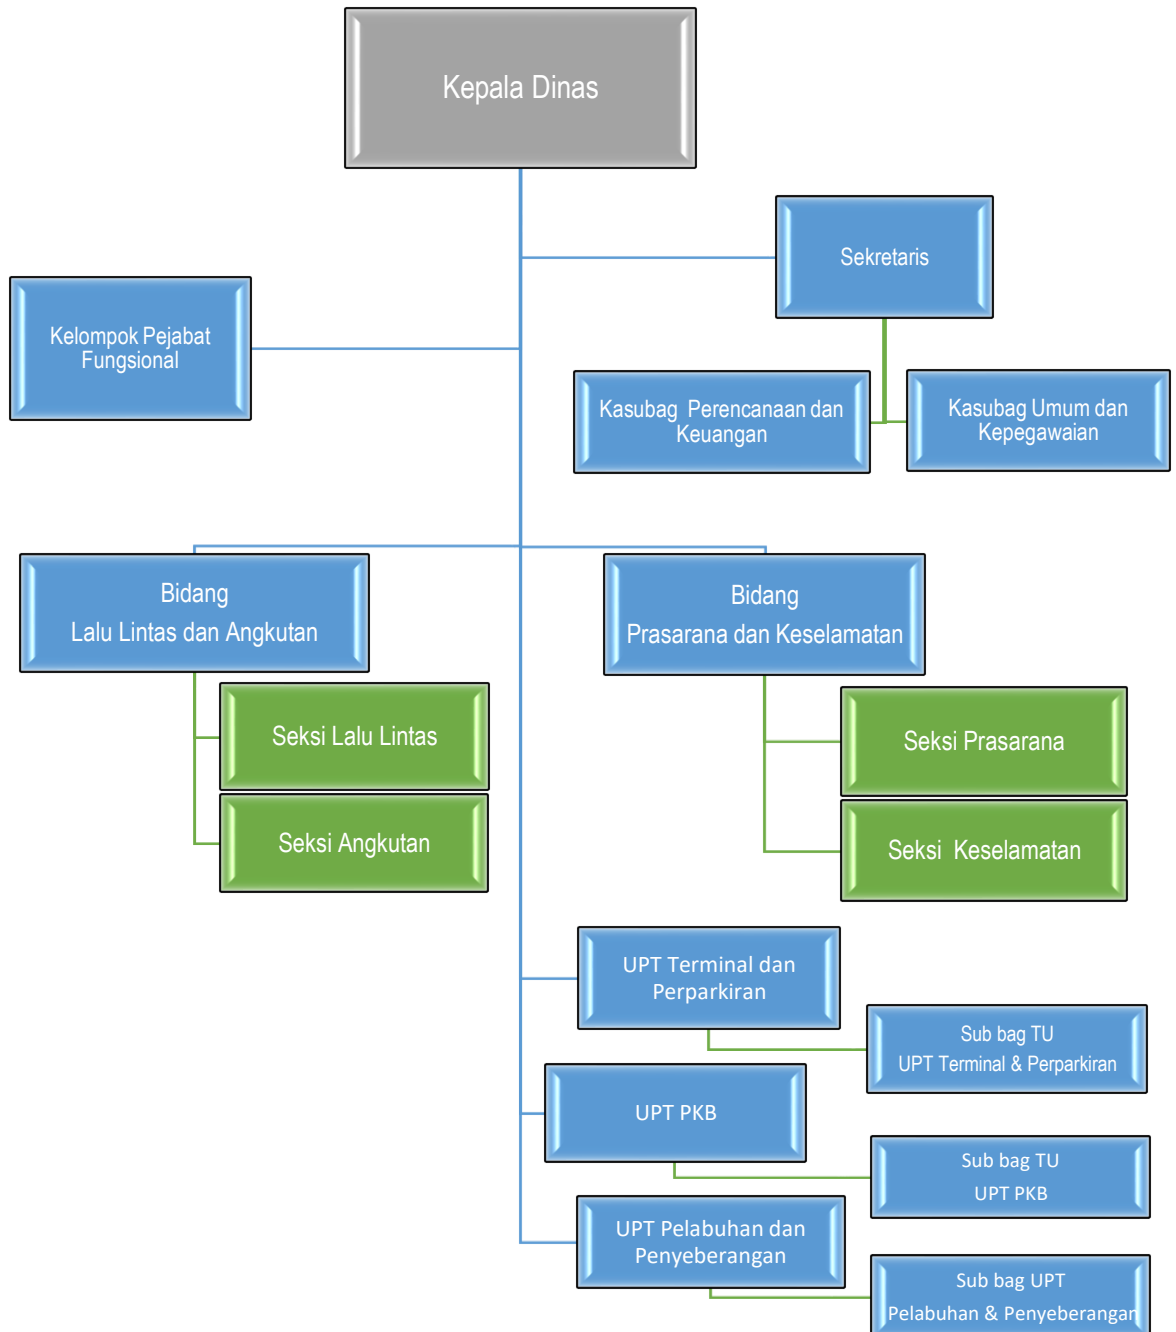 Kepala Dinas
Sekretaris
Kelompok Pejabat
Fungsional
Kasubag  Perencanaan dan
Keuangan
Kasubag Umum dan
Kepegawaian
Bidang
Lalu Lintas dan Angkutan
Bidang
Prasarana dan Keselamatan
Seksi Lalu Lintas
Seksi Angkutan
Seksi Prasarana
Seksi  Keselamatan
UPT Terminal dan
Perparkiran
Sub bag TU
UPT Terminal & Perparkiran
UPT PKB
Sub bag TU
UPT PKB
UPT Pelabuhan dan
Penyeberangan
Sub bag UPT
Pelabuhan & Penyeberangan